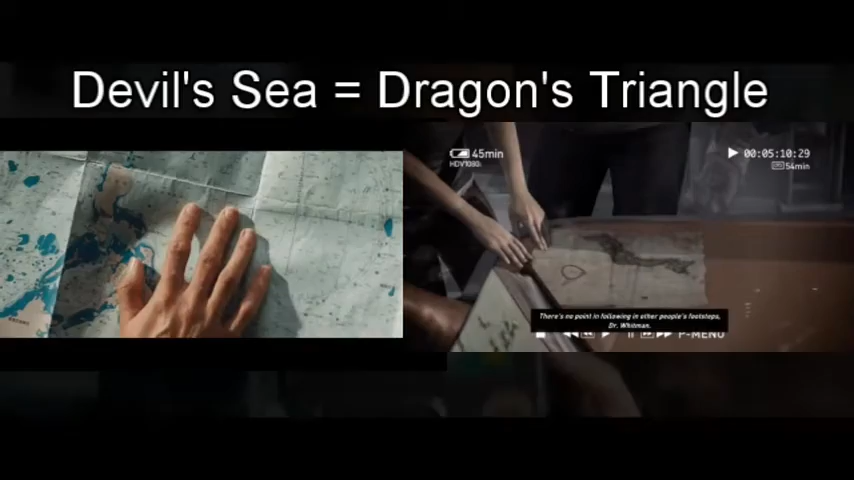 Devil's Sea = Dragon's Triangle
45min
HDV1080i
00:05:10:29
54min
There's no point in following in other people's footsteps,
Dr. Whitman.
P-MENU